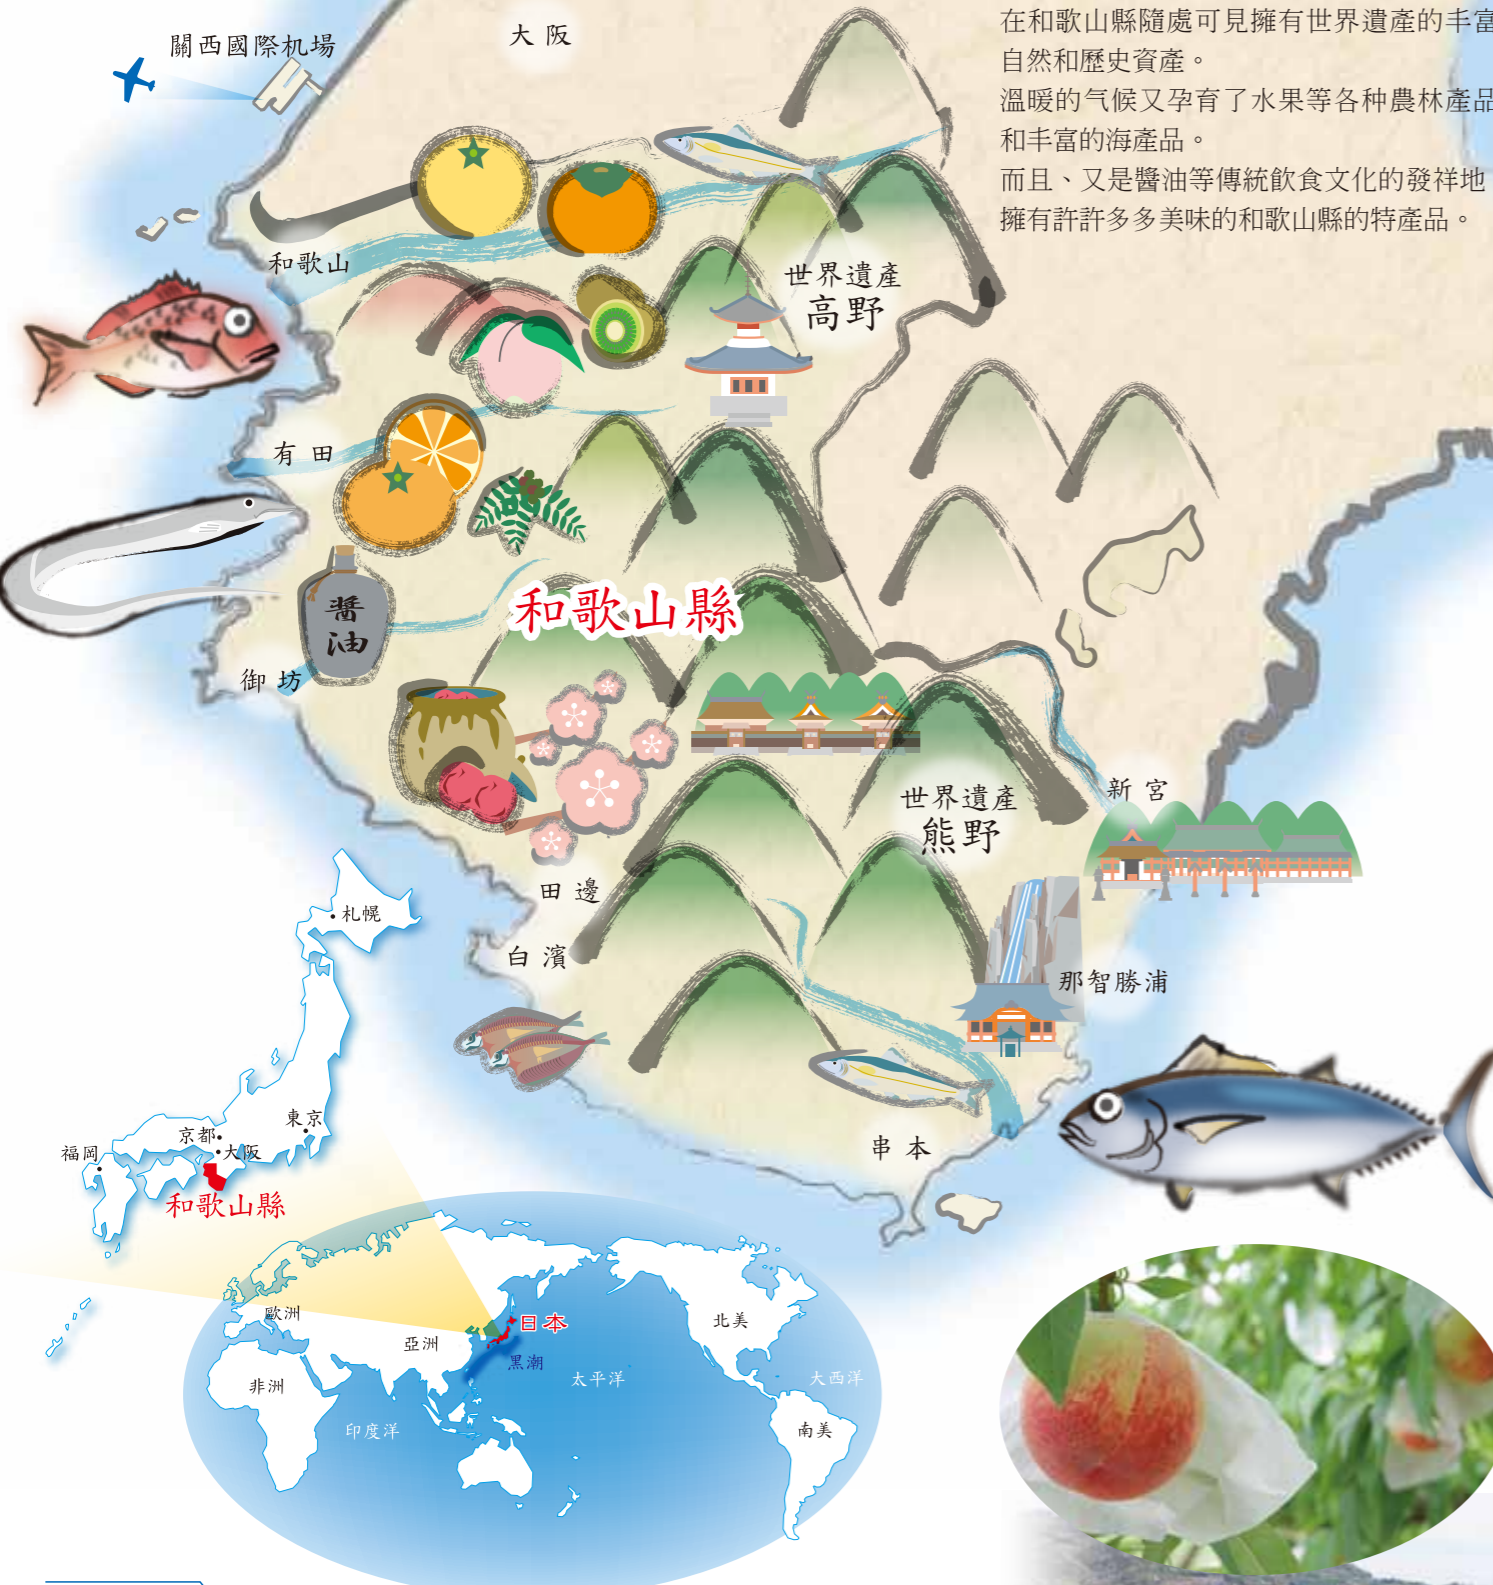 在和歌山縣隨處可見擁有世界遺產的丰富
自然和歷史資產。
溫暖的气候又孕育了水果等各种農林產品
和丰富的海產品。
而且、又是醬油等傳統飲食文化的發祥地
擁有許許多多美味的和歌山縣的特產品。
關西國際机场
大阪
和歌山
世界遺產
高野
有田
醬油
和歌山縣
御坊
世界遺產
熊野
新宮
田邊
白濱
那智勝浦
串本
札幌
東京
京都
大阪
福岡
和歌山縣
歐洲
亞洲
日本
黑潮
北美
非洲
太平洋
大西洋
印度洋
南美